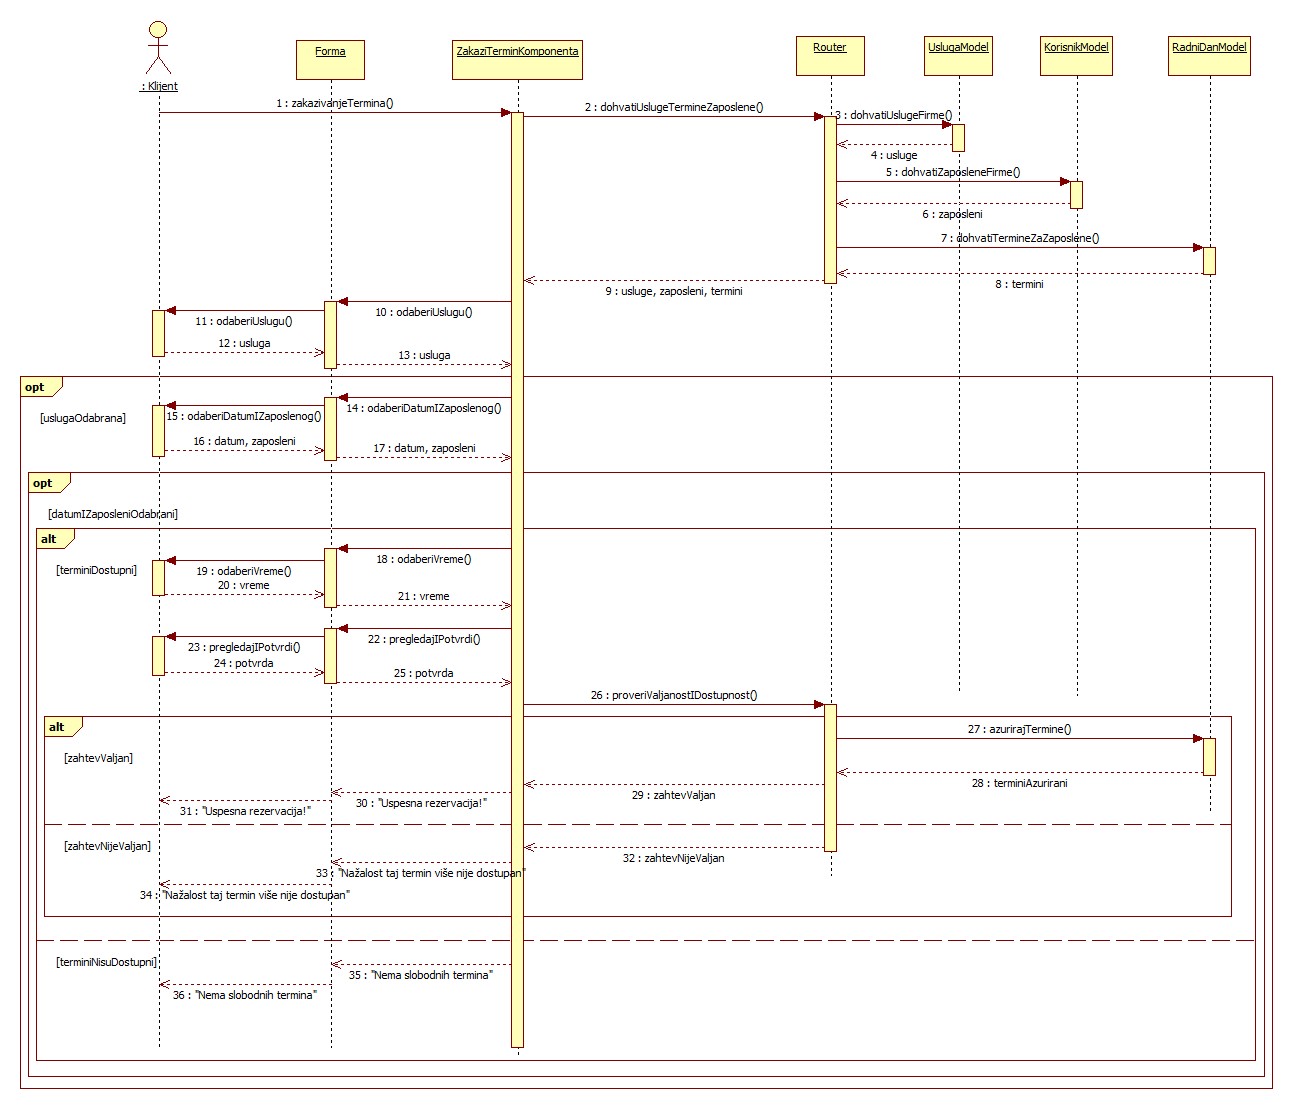 Forma
ZakaziTerminKomponenta
Router
UslugaModel
KorisnikModel
RadniDanModel
: Klijent
1 : zakazivanjeTermina()
2 : dohvatiUslugeTermineZaposlene()
3 : dohvatiUslugeFirme()
4 : usluge
5 : dohvatiZaposleneFirme()
6 : zaposleni
7 : dohvatiTermineZaZaposlene()
8 : termini
9 : usluge, zaposleni, termini
10 : odaberiUslugu()
11 : odaberiUslugu()
12 : usluga
13 : usluga
opt
[uslugaOdabrana]
14 : odaberiDatumIZaposlenog()
15 : odaberiDatumIZaposlenog()
16 : datum, zaposleni
17 : datum, zaposleni
opt
[datumIZaposleniOdabrani]
alt
[terminiDostupni]
18 : odaberiVreme()
19 : odaberiVreme()
20 : vreme
21 : vreme
22 : pregledajIPotvrdi()
23 : pregledajIPotvrdi()
24 : potvrda
25 : potvrda
26 : proveriValjanostIDostupnost()
alt
[zahtevValjan]
27 : azurirajTermine()
28 : terminiAzurirani
29 : zahtevValjan
30 : "Uspesna rezervacija!"
31 : "Uspesna rezervacija!"
[zahtevNijeValjan]
32 : zahtevNijeValjan
33 : "Nažalost taj termin više nije dostupan"
34 : "Nažalost taj termin više nije dostupan"
[terminiNisuDostupni]
35 : "Nema slobodnih termina"
36 : "Nema slobodnih termina"